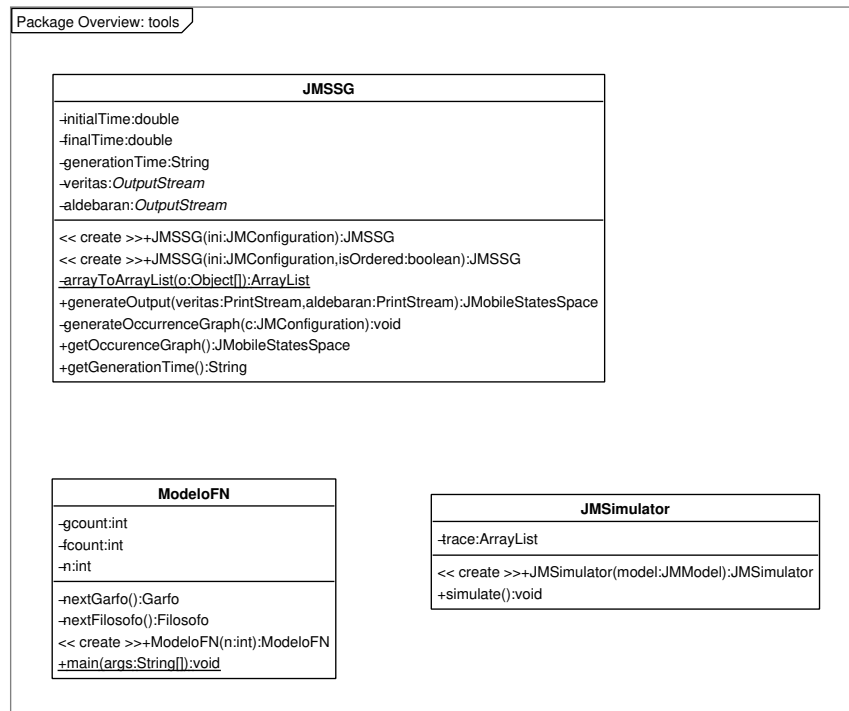 Package Overview: tools
JMSSG
-initialTime:double
-finalTime:double
-generationTime:String
-veritas:OutputStream
-aldebaran:OutputStream
<< create >>+JMSSG(ini:JMConfiguration):JMSSG
<< create >>+JMSSG(ini:JMConfiguration,isOrdered:boolean):JMSSG
-arrayToArrayList(o:Object[]):ArrayList
+generateOutput(veritas:PrintStream,aldebaran:PrintStream):JMobileStatesSpace
-generateOccurrenceGraph(c:JMConfiguration):void
+getOccurenceGraph():JMobileStatesSpace
+getGenerationTime():String
ModeloFN
-gcount:int
-fcount:int
-n:int
-nextGarfo():Garfo
-nextFilosofo():Filosofo
<< create >>+ModeloFN(n:int):ModeloFN
+main(args:String[]):void
JMSimulator
-trace:ArrayList
<< create >>+JMSimulator(model:JMModel):JMSimulator
+simulate():void